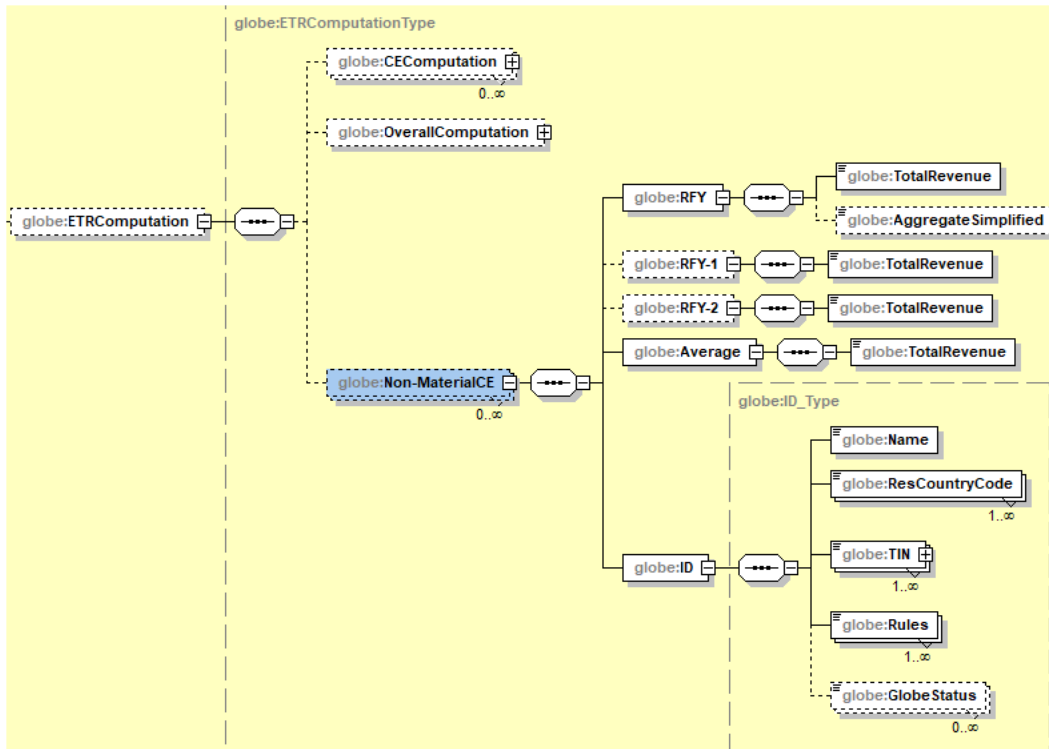 globe:ETRComputationType
globe:CEComputation
0..∞
globe:OverallComputation
globe:ETRComputation
globe:Non-MaterialCE
0..∞
globe:RFY
globe:TotalRevenue
globe:AggregateSimplified
globe:RFY-1
globe:TotalRevenue
globe:RFY-2
globe:TotalRevenue
globe:Average
globe:TotalRevenue
globe:ID
globe:ID_Type
globe:Name
globe:ResCountryCode
1..∞
globe:TIN
1..∞
globe:Rules
1..∞
globe:GlobeStatus
0..∞